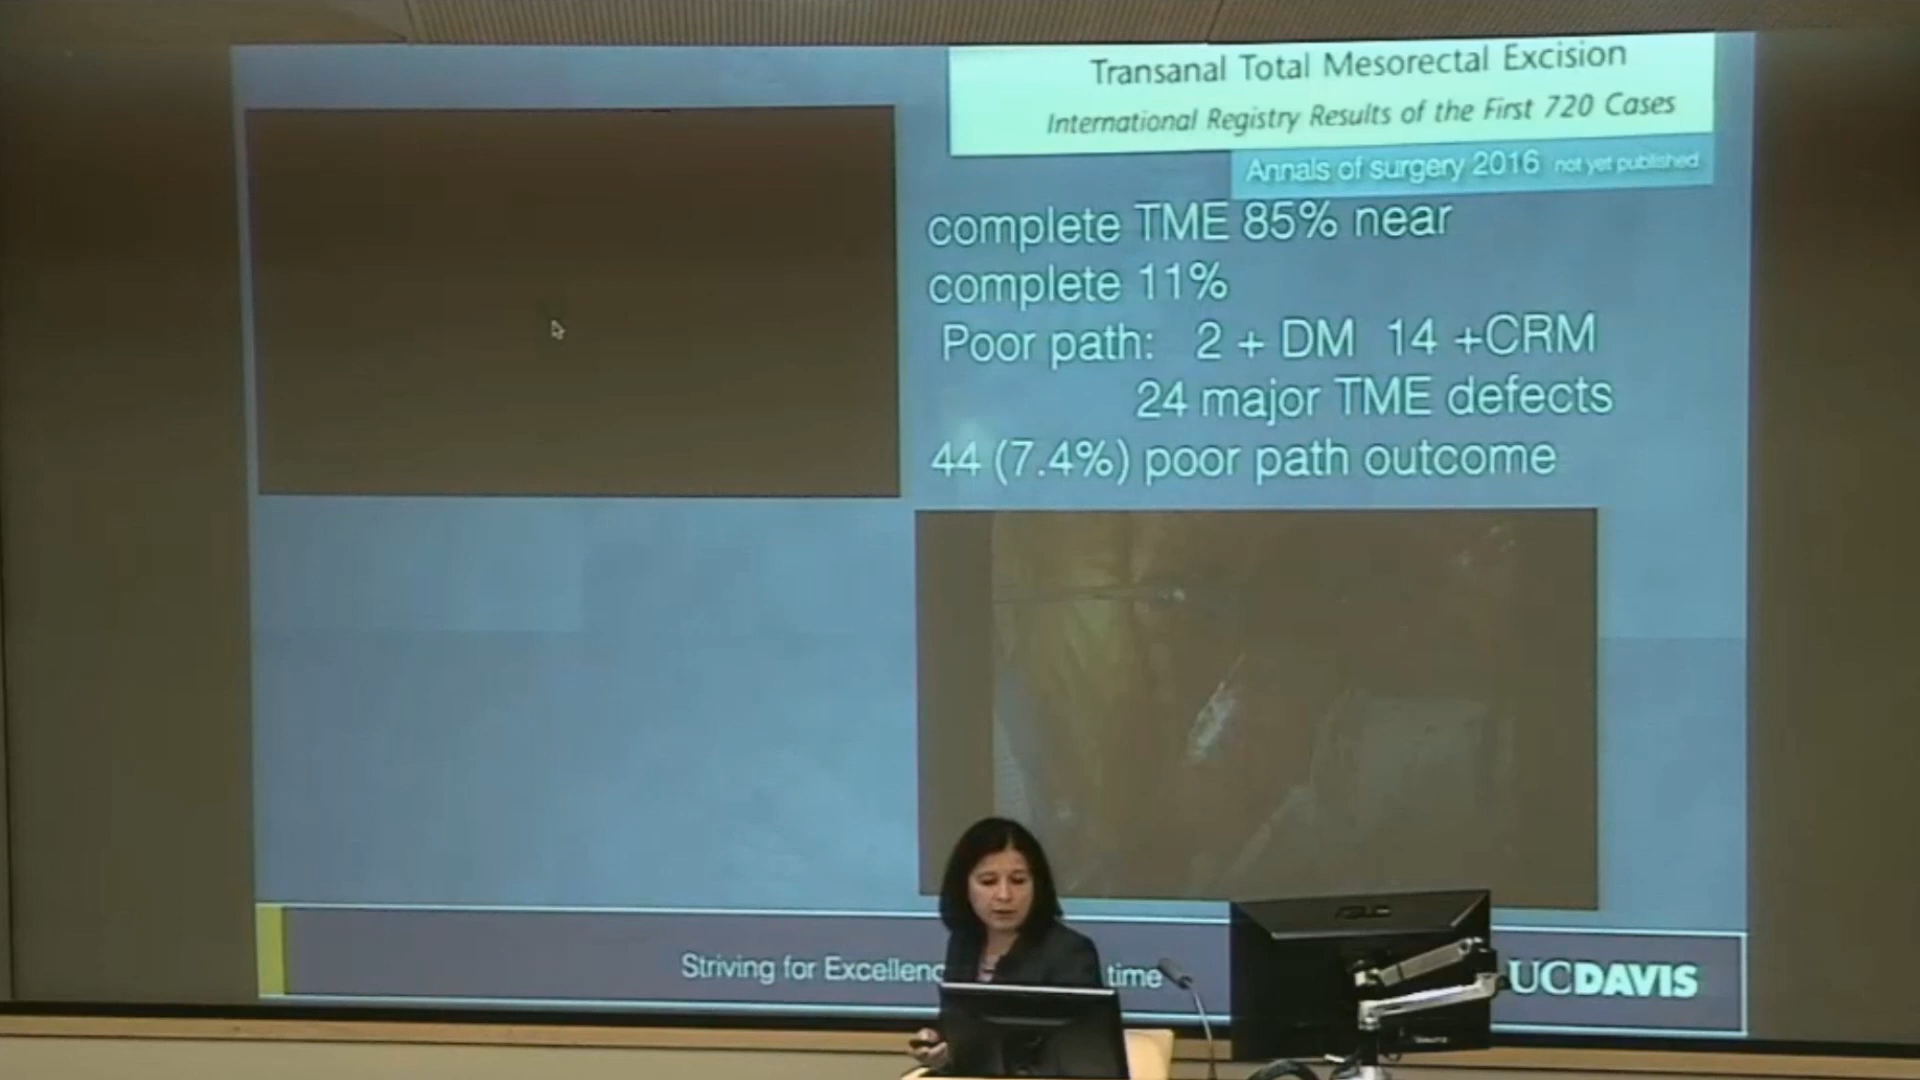 Transanal Total Mesorectal Excision
International Registry Results of the First 720 Cases
Annals of surgery 2016 not yet published
complete TME 85% near
complete 11%
Poor path: 2 + DM 14 +CRM
24 major TME defects
44 (7.4%) poor path outcome
Striving for Excellenc time
UCDAVIS
ASUS